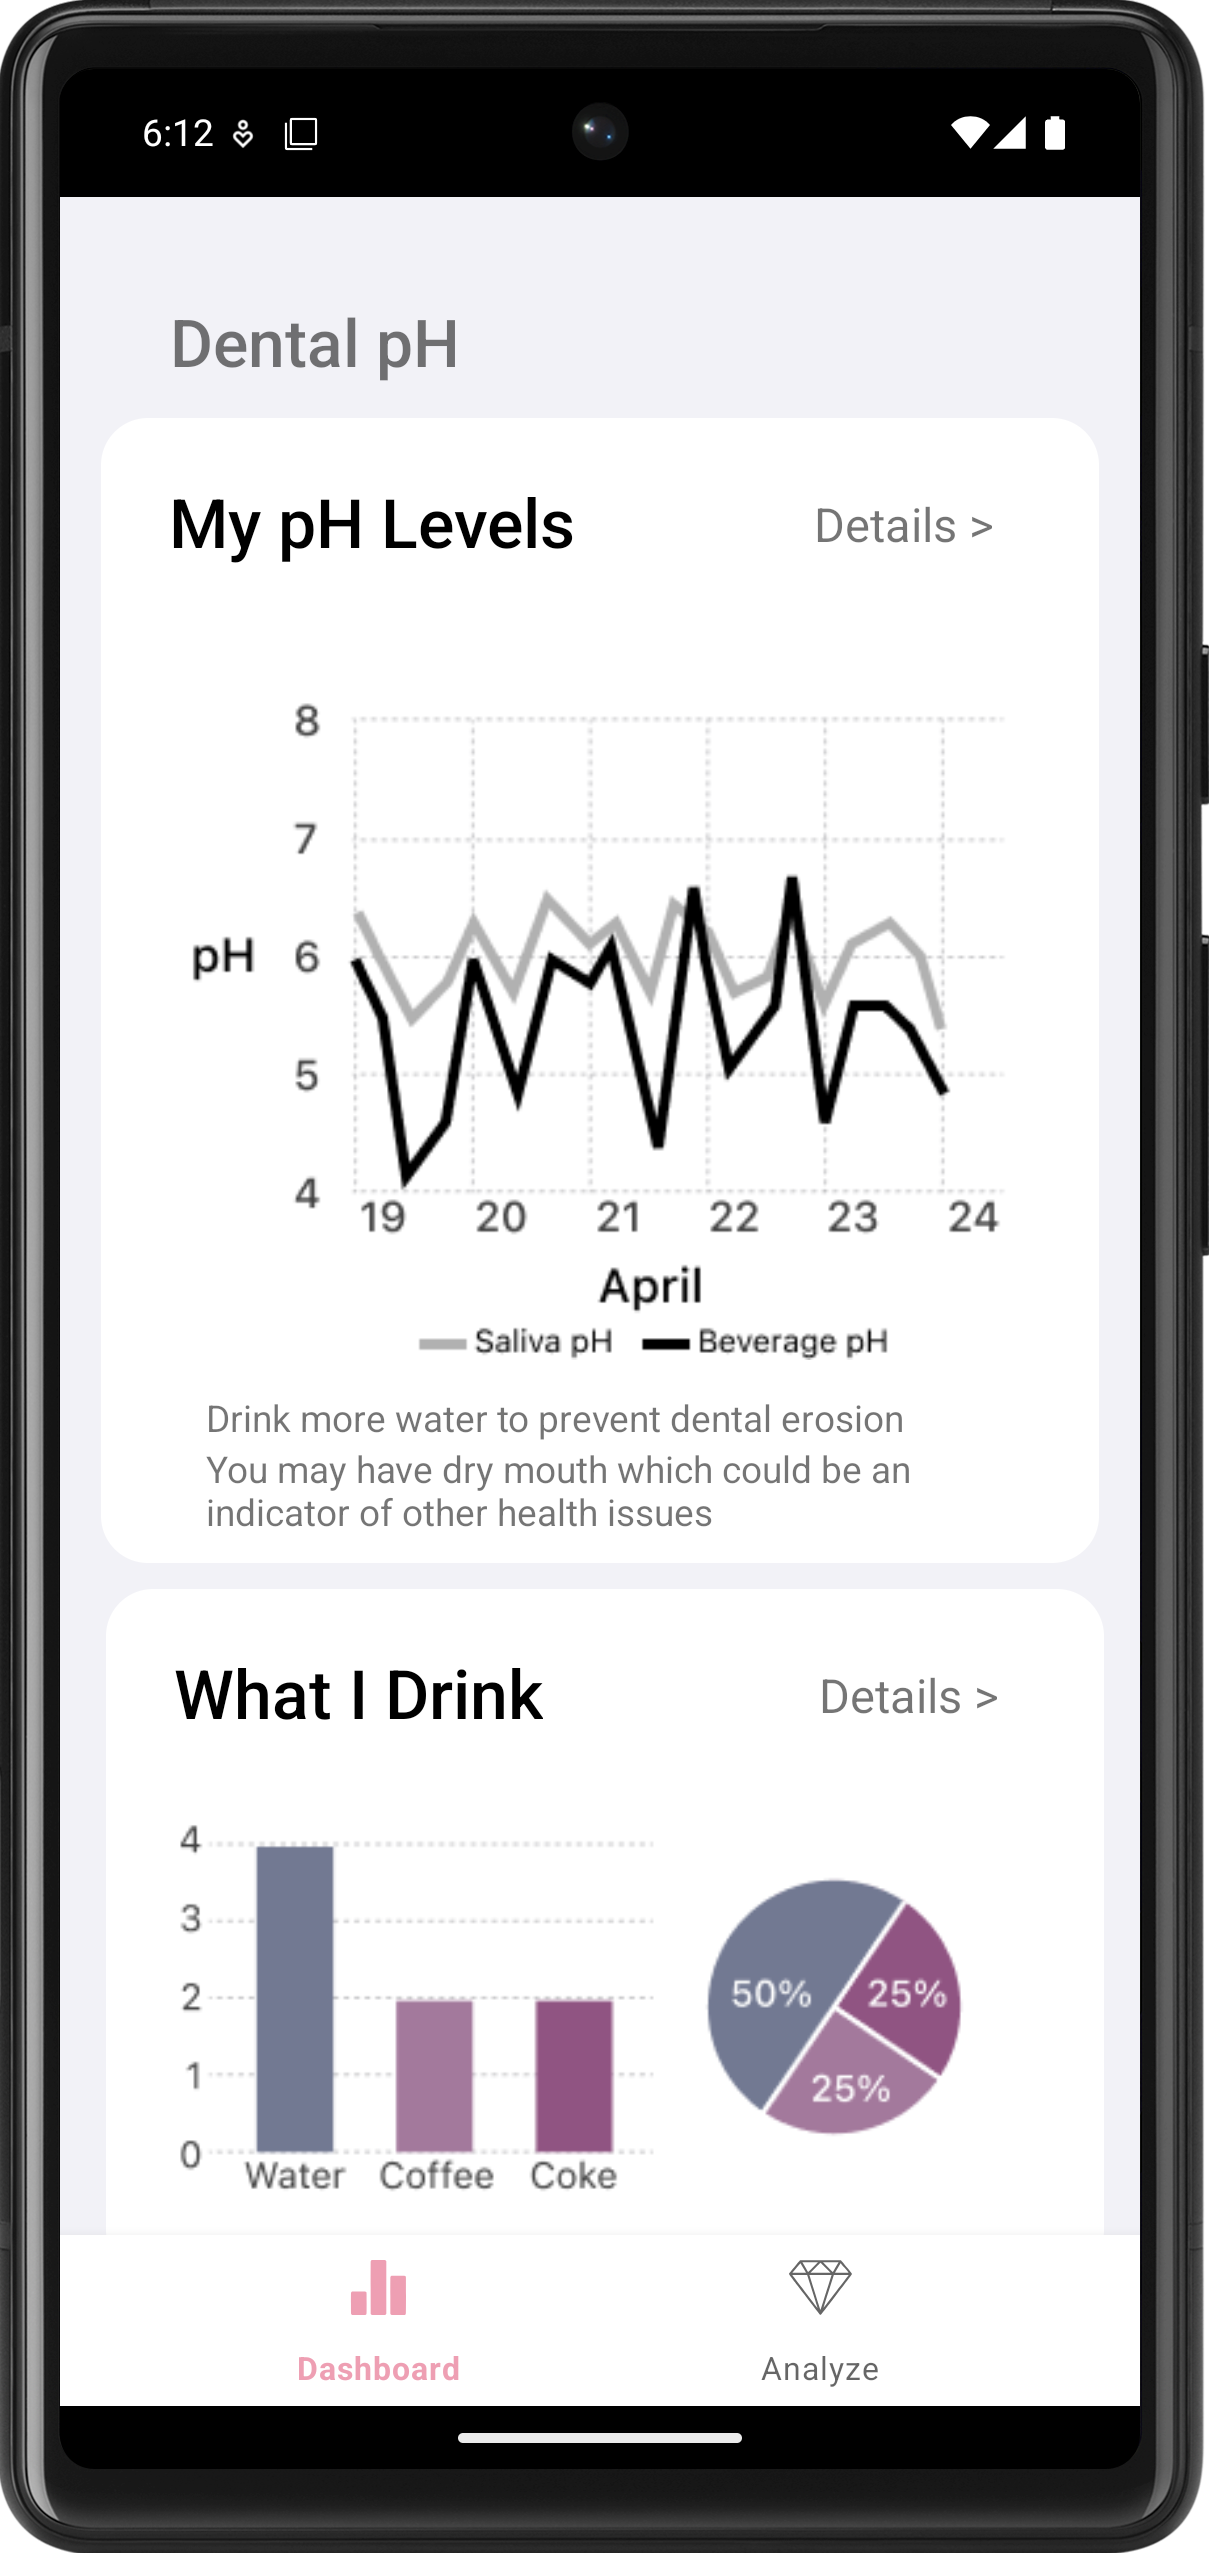 6:12
Dental pH
My pH Levels
Details >
8
7
pH 6
5
4
19 20 21 22 23 24
April
Saliva pH Beverage pH
Drink more water to prevent dental erosion
You may have dry mouth which could be an
indicator of other health issues
What I Drink
Details >
4
3
2
1
0
Water Coffee Coke
50% 25%
25%
Dashboard
Analyze